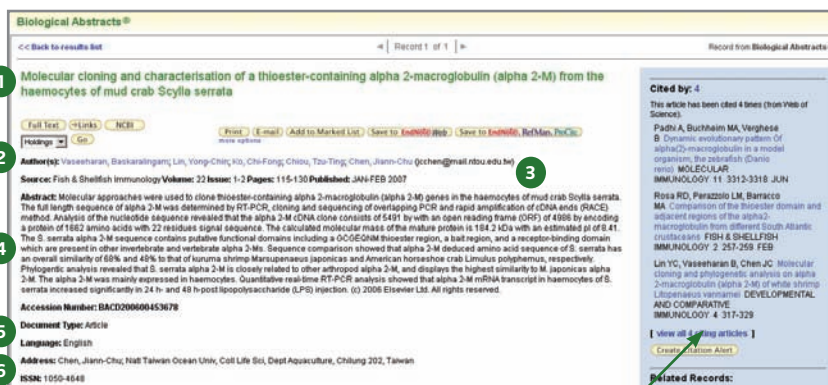 Biological Abstracts®
<< Back to results list
Record 1 of 1
Record from Biological Abstracts
1
Molecular cloning and characterisation of a thioester-containing alpha 2-macroglobulin (alpha 2-M) from the
haemocytes of mud crab Scylla serrata
Full Text Links NCBI
Holdings Go
Print E-mail Add to Marked List Save to EndNote Web Save to EndNote, RefMan, ProCite
more options
2
Author(s): Vaseeharan, Baskaralingam; Lin, Yong-Chin; Ko, Chi-Fong; Chiou, Tzu-Ting; Chen, Jiann-Chu (jcchen@mail.ntou.edu.tw)
3
Source: Fish & Shellfish Immunology Volume: 22 Issue: 1-2 Pages: 115-130 Published: JAN-FEB 2007
Abstract: Molecular approaches were used to clone thioester-containing alpha 2-macroglobulin (alpha 2-M) genes in the haemocytes of mud crab Scylla serrata.
The full length sequence of alpha 2-M was determined by RT-PCR, cloning and sequencing of overlapping PCR and rapid amplification of cDNA ends (RACE)
method. Analysis of the nucleotide sequence revealed that the alpha 2-M cDNA clone consists of 5491 by with an open reading frame (ORF) of 4986 by encoding
a protein of 1662 amino acids with 22 residues signal sequence. The calculated molecular mass of the mature protein is 184.2 kDa with an estimated pI of 8.41.
4
The S. serrata alpha 2-M sequence contains putative functional domains including a GCGEQNM thioester region, a bait region, and a receptor-binding domain
which are present in other invertebrate and vertebrate alpha 2-Ms. Sequence comparison showed that alpha 2-M deduced amino acid sequence of S. serrata has
an overall similarity of 68% and 48% to that of kuruma shrimp Marsupenaeus japonicas and American horseshoe crab Limulus polyphemus, respectively.
Phylogentic analysis revealed that S. serrata alpha 2-M is closely related to other arthropod alpha 2-M, and displays the highest similarity to M. japonicas alpha
2-M. The alpha 2-M was mainly expressed in haemocytes. Quantitative real-time RT-PCR analysis showed that alpha 2-M mRNA transcript in haemocytes of S.
serrata increased significantly in 24 h- and 48 h-post lipopolysaccharide (LPS) injection. (c) 2006 Elsevier Ltd. All rights reserved.
Accession Number: BACD200600453678
5
Document Type: Article
Language: English
6
Address: Chen, Jiann-Chu; Natl Taiwan Ocean Univ, Coll Life Sci, Dept Aquaculture, Chilung 202, Taiwan
ISSN: 1050-4648
Cited by: 4
This article has been cited 4 times (from Web of
Science).
Padhi A, Buchheim MA, Verghese
B Dynamic evolutionary pattern Of
alpha(2)-macroglobulin in a model
organism, the zebrafish (Danio
rerio) MOLECULAR
IMMUNOLOGY 11 3312-3318 JUN
Rosa RD, Perazzolo LM, Barracco
MA Comparison of the thioester domain and
adjacent regions of the alpha2-
macroglobulin from different South Atlantic
crustaceans FISH & SHELLFISH
IMMUNOLOGY 2 257-259 FEB
Lin YC, Vaseeharan B, Chen JC Molecular
cloning and phylogenetic analysis on alpha
2-macroglobulin (alpha 2-M) of white shrimp
Litopenaeus vannamei DEVELOPMENTAL
AND COMPARATIVE
IMMUNOLOGY 4 317-329
[ view all 4 citing articles ]
Create Citation Alert
Related Records: